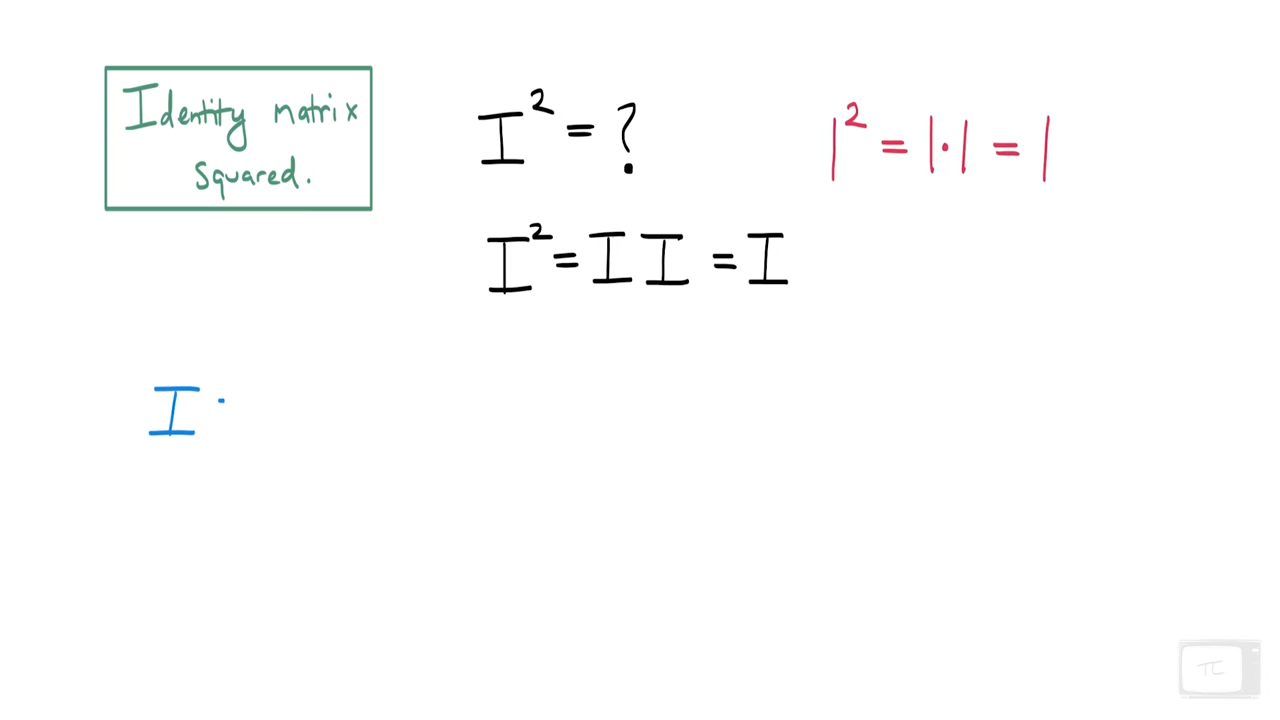 Identity matrix
squared.
I² = ?
1² = 1·1 = 1
I² = I I = I
I ·
π